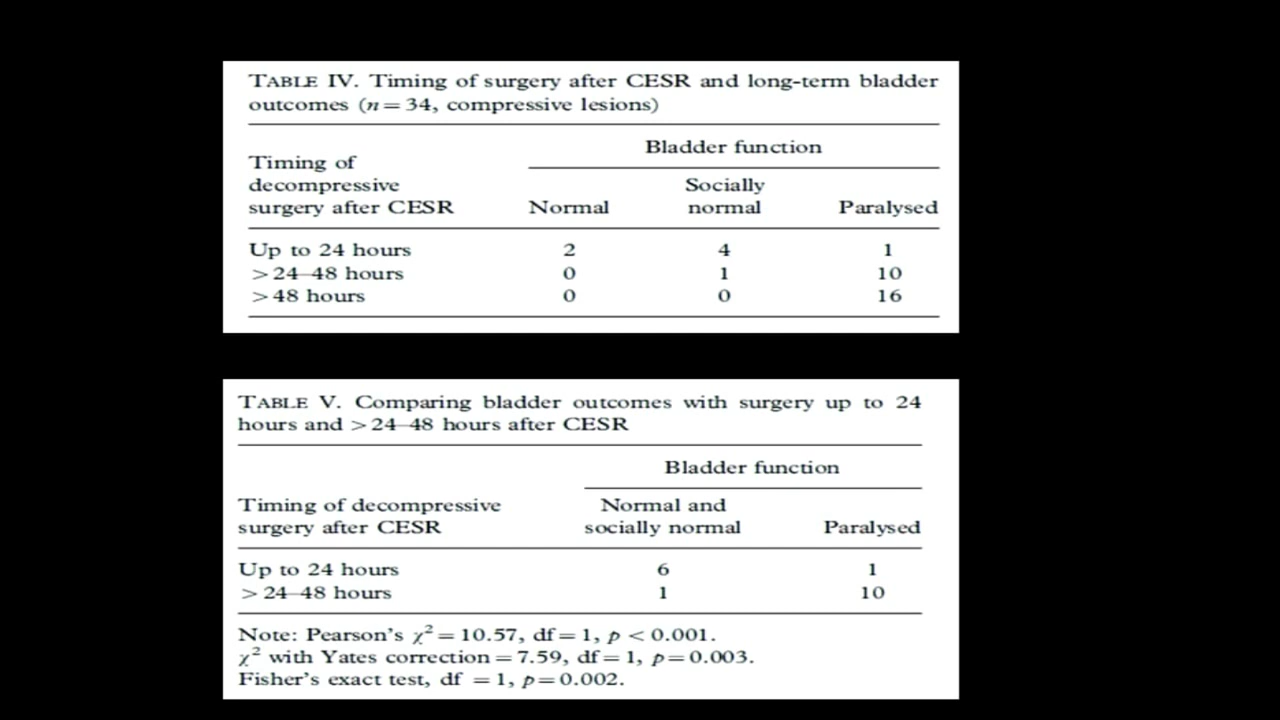 TABLE IV. Timing of surgery after CESR and long-term bladder
outcomes (n = 34, compressive lesions)
Bladder function
Timing of
decompressive
surgery after CESR
Normal
Socially
normal
Paralysed
Up to 24 hours 2 4 1
>24–48 hours 0 1 10
>48 hours 0 0 16
TABLE V. Comparing bladder outcomes with surgery up to 24
hours and >24–48 hours after CESR
Bladder function
Timing of decompressive
surgery after CESR
Normal and
socially normal
Paralysed
Up to 24 hours 6 1
>24–48 hours 1 10
Note: Pearson's χ² = 10.57, df = 1, p < 0.001.
χ² with Yates correction = 7.59, df = 1, p = 0.003.
Fisher's exact test, df = 1, p = 0.002.